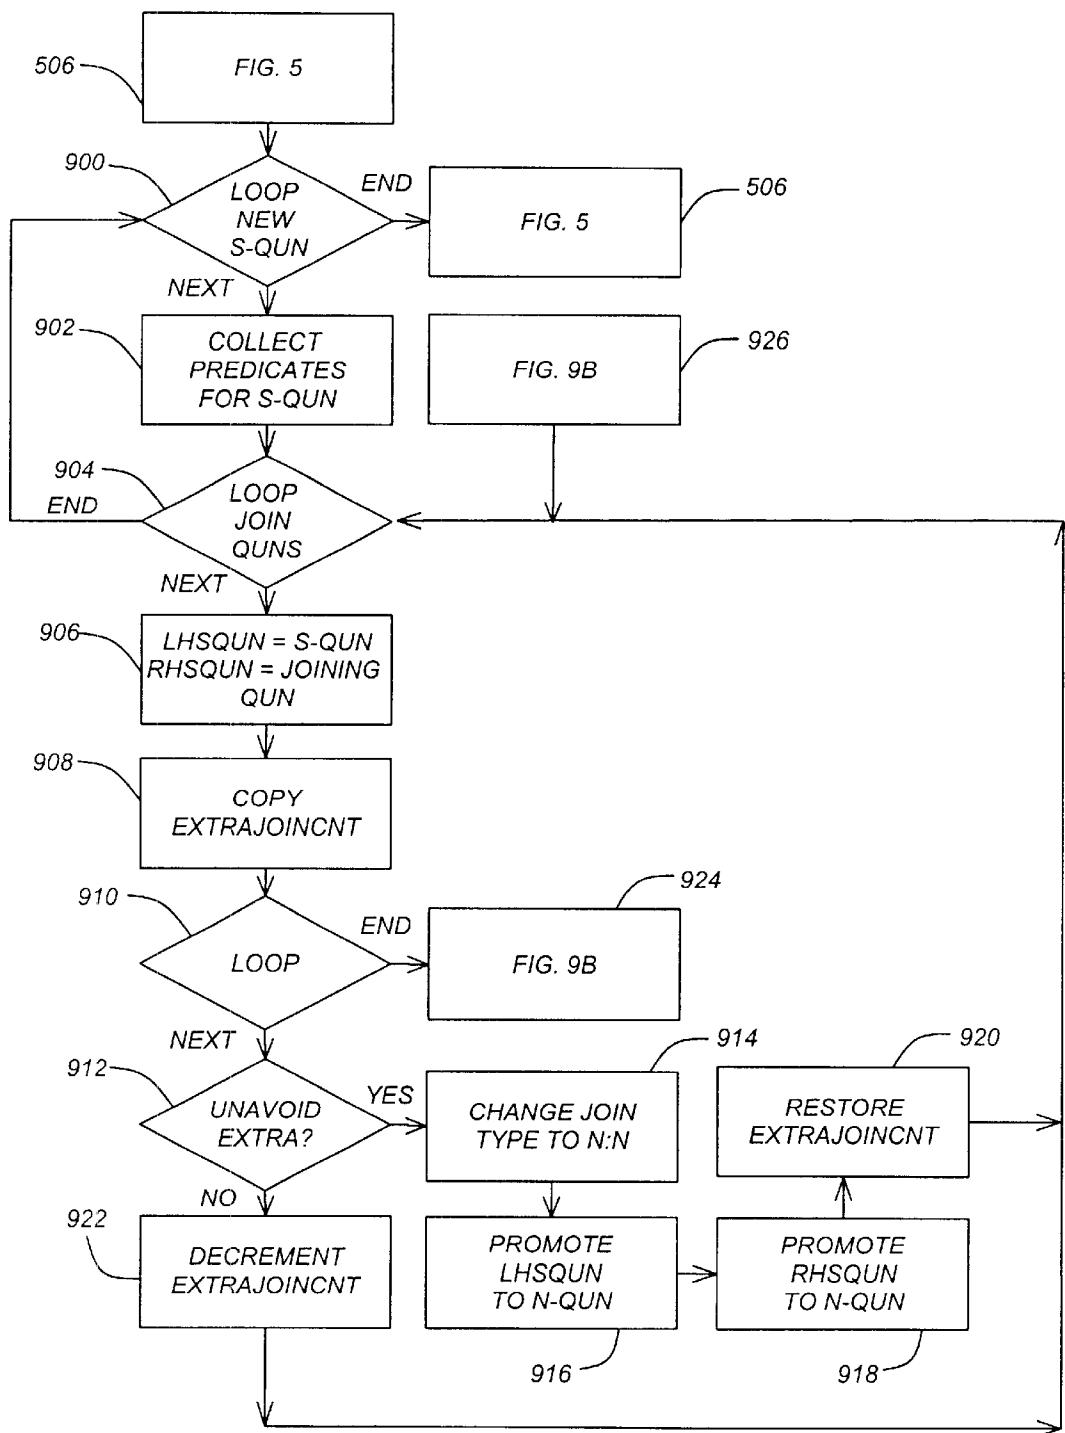 FIG. 5
506
900
LOOP
NEW
S-QUN
END
FIG. 5
506
NEXT
902
COLLECT
PREDICATES
FOR S-QUN
FIG. 9B
926
904
LOOP
JOIN
QUNS
END
NEXT
906
LHSQUN = S-QUN
RHSQUN = JOINING
QUN
908
COPY
EXTRAJOINCNT
910
LOOP
END
FIG. 9B
924
NEXT
912
UNAVOID
EXTRA?
YES
CHANGE JOIN
TYPE TO N:N
914
RESTORE
EXTRAJOINCNT
920
NO
922
DECREMENT
EXTRAJOINCNT
PROMOTE
LHSQUN
TO N-QUN
916
PROMOTE
RHSQUN
TO N-QUN
918